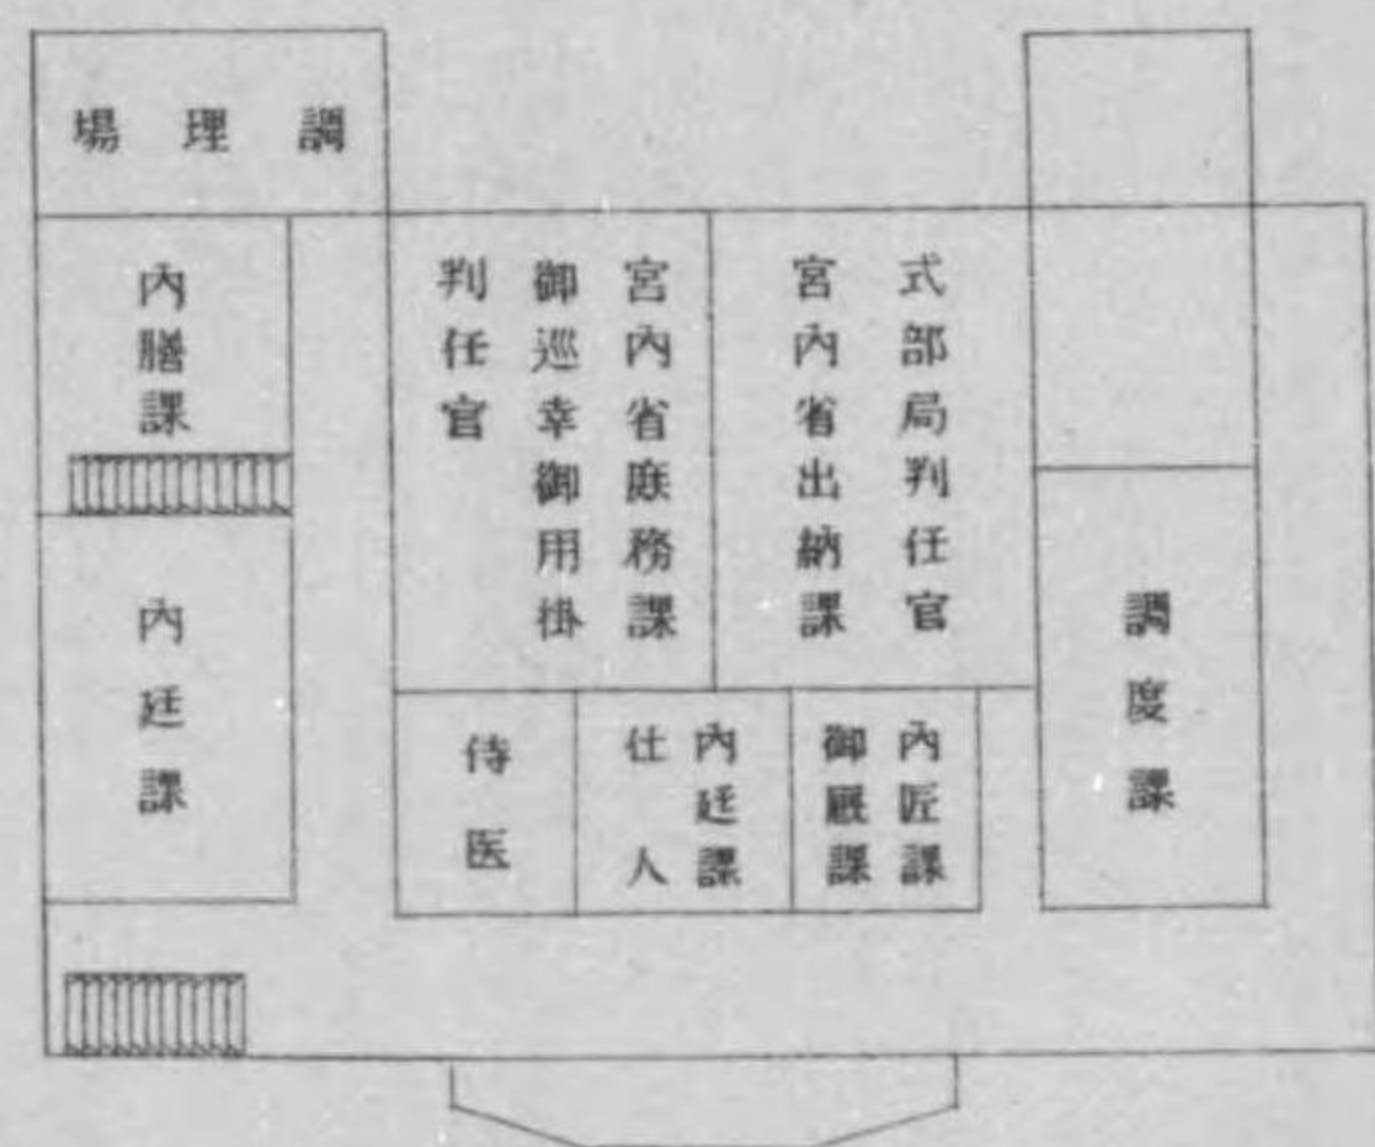 調理場
式部局判任官
宮内省出納課
宮内省庶務課
御巡幸御用掛
判任官
内膳課
内廷課
調度課
内匠課
御厩課
内廷課
仕人
侍医